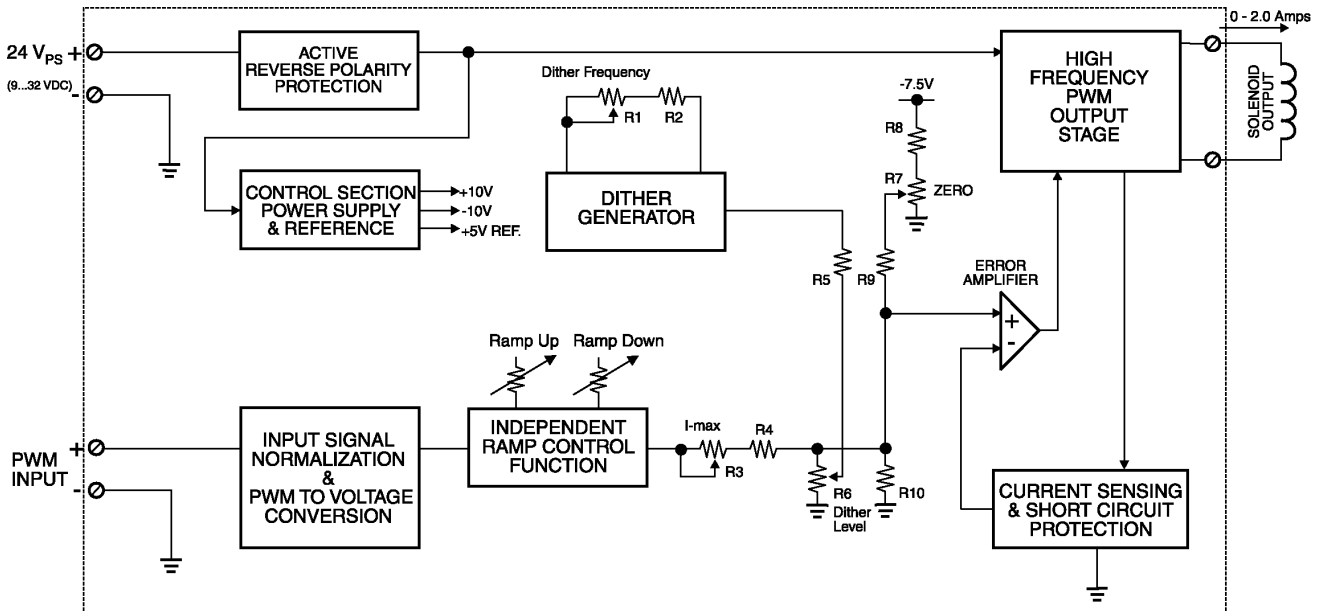 0 - 2.0 Amps
24 VPS +
(9...32 VDC)
-
ACTIVE
REVERSE POLARITY
PROTECTION
Dither Frequency
R1
R2
-7.5V
R8
R7
ZERO
HIGH
FREQUENCY
PWM
OUTPUT
STAGE
SOLENOID
OUTPUT
CONTROL SECTION
POWER SUPPLY
& REFERENCE
+10V
-10V
+5V REF.
DITHER
GENERATOR
R5
R9
ERROR
AMPLIFIER
+
-
Ramp Up
Ramp Down
PWM
INPUT
+
-
INPUT SIGNAL
NORMALIZATION
&
PWM TO VOLTAGE
CONVERSION
INDEPENDENT
RAMP CONTROL
FUNCTION
I-max
R3
R4
R6
Dither
Level
R10
CURRENT SENSING
& SHORT CIRCUIT
PROTECTION